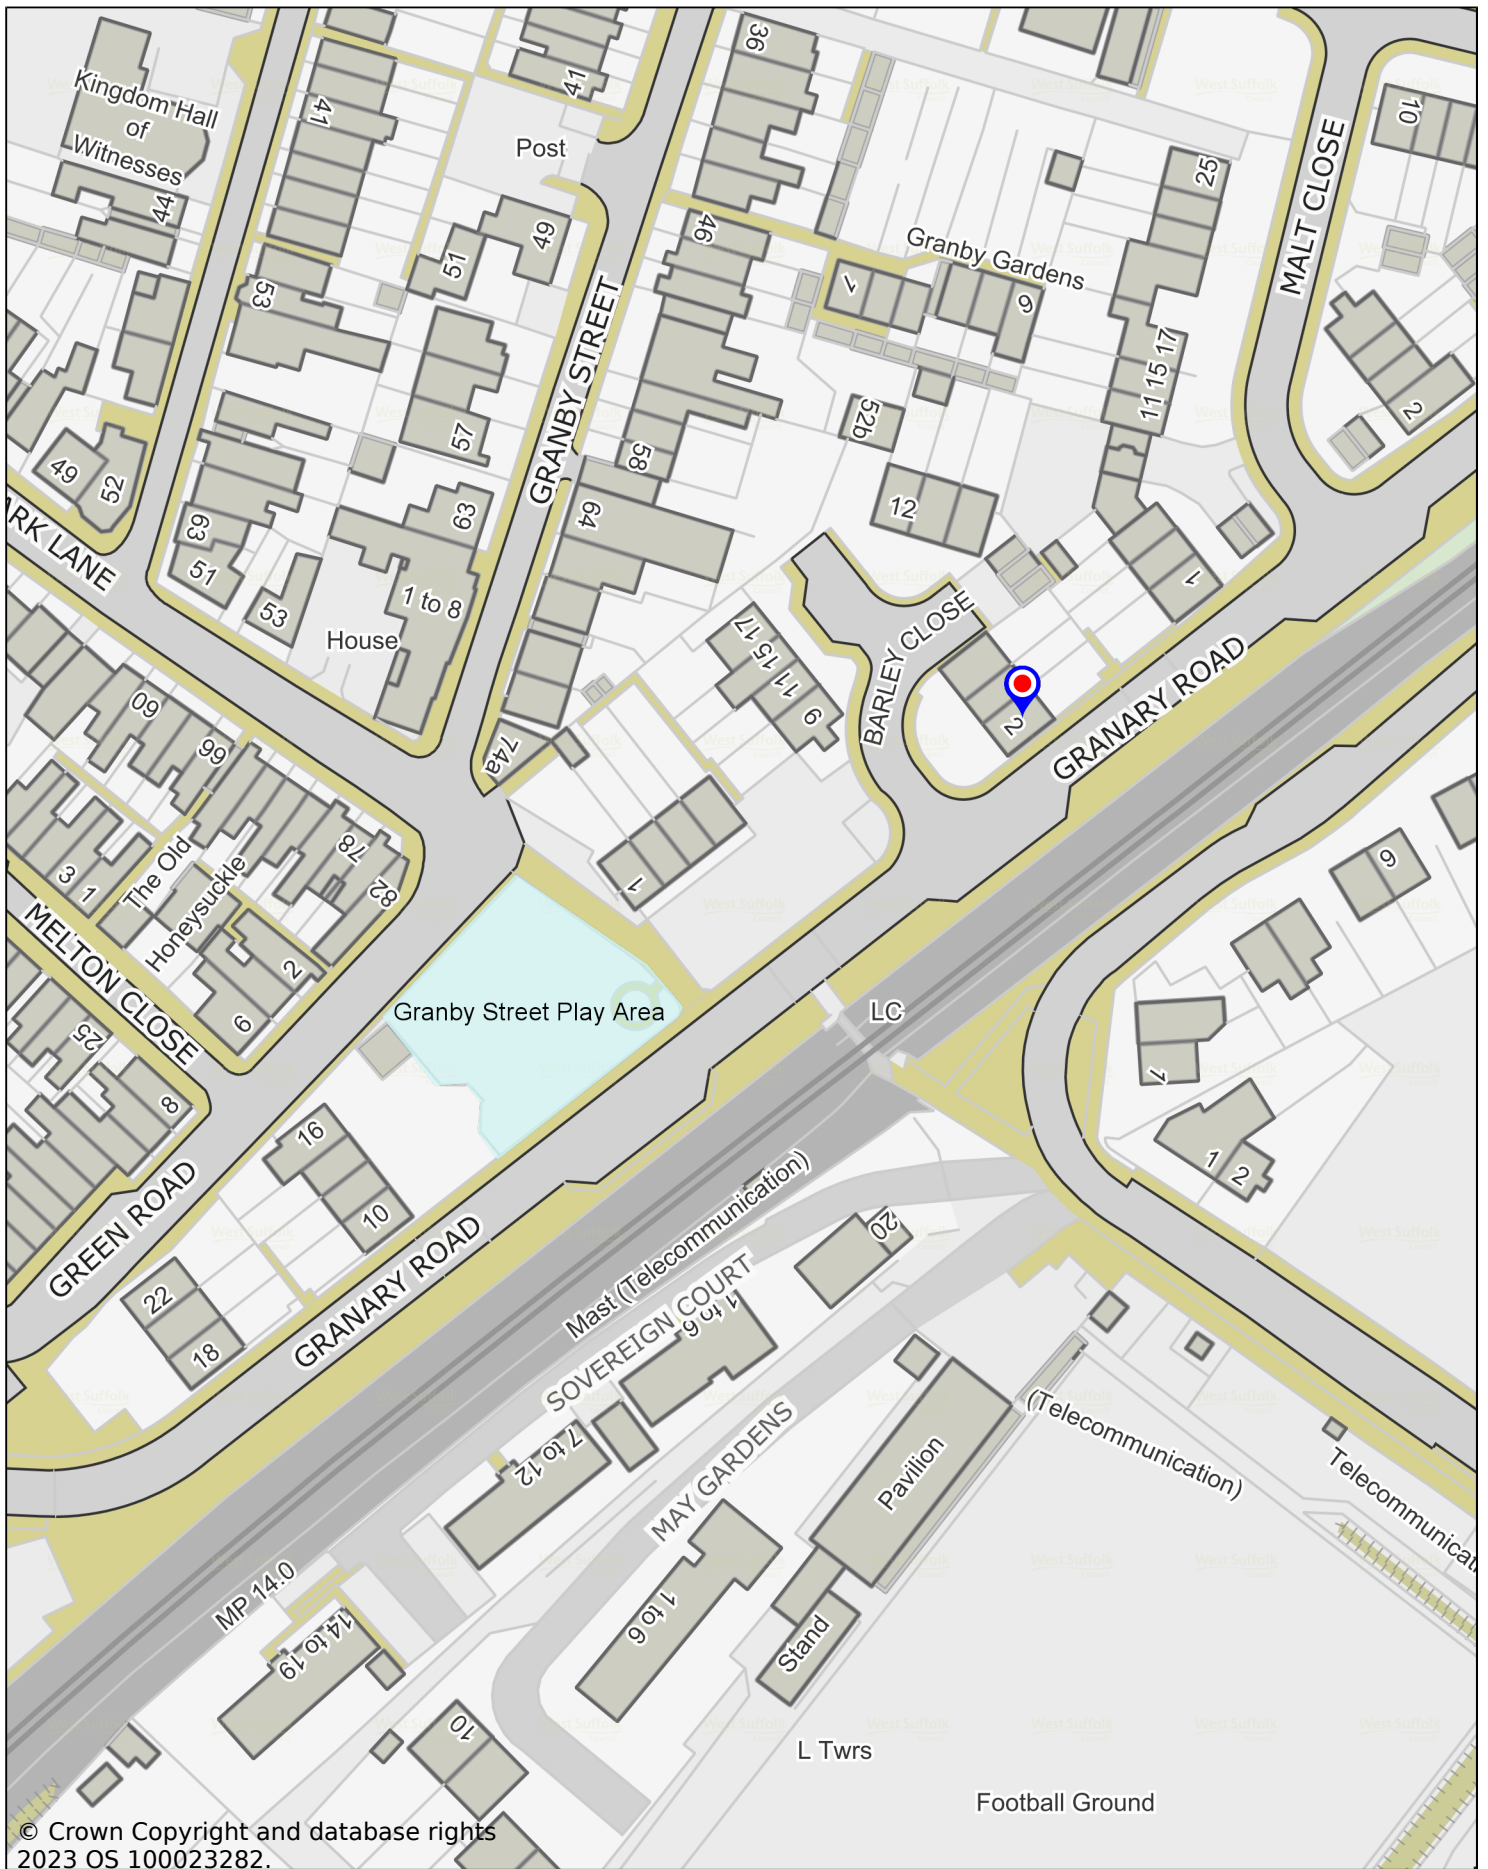 36
41
41
Kingdom Hall
of
Witnesses
44
Post
10
25
MALT CLOSE
49
51
53
46
Granby Gardens
1
6
GRANBY STREET
11 15 17
2
52b
57
58
49
52
12
64
63
63
51
53
1 to 8
House
PARK LANE
1
BARLEY CLOSE
11 15 17
9
2
GRANARY ROAD
60
66
74a
78
82
3
1
The Old
Honeysuckle
1
9
MELTON CLOSE
2
6
25
8
Granby Street Play Area
LC
7
1
2
16
10
GREEN ROAD
22
18
GRANARY ROAD
Mast (Telecommunication)
20
SOVEREIGN COURT
1 to 6
7 to 12
MAY GARDENS
Pavilion
(Telecommunication)
MP 14.0
14 to 19
1 to 6
Stand
10
L Twrs
Football Ground
© Crown Copyright and database rights
2023 OS 100023282.
West Suffolk